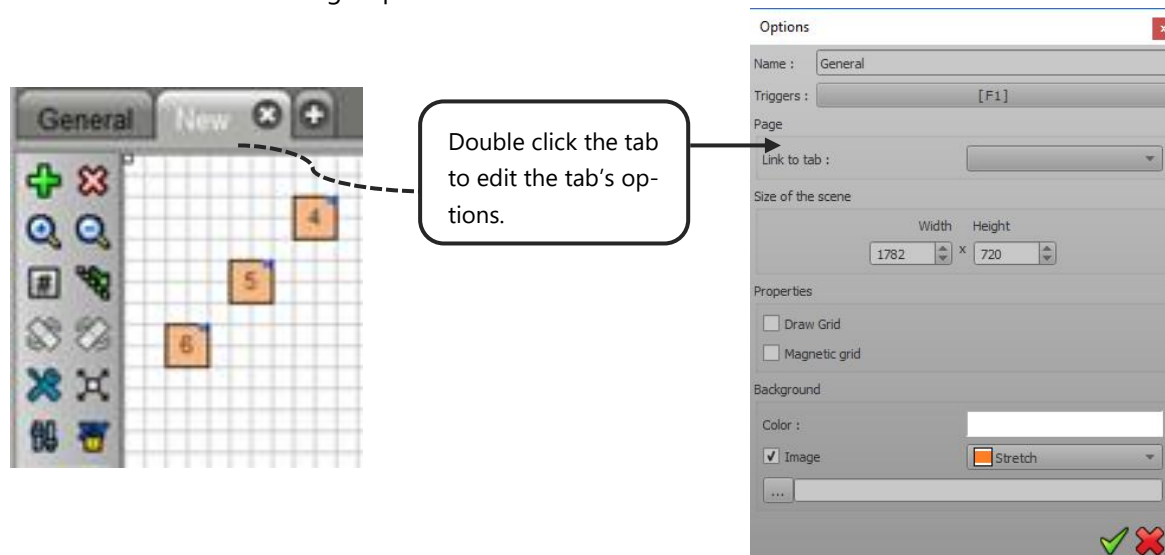 Options
Name : General
Triggers : [F1]
Page
Link to tab :
Size of the scene
Width Height
1782 x 720
Properties
Draw Grid
Magnetic grid
Background
Color :
Image Stretch
...
General New
#
4
5
6
Double click the tab
to edit the tab's op-
tions.